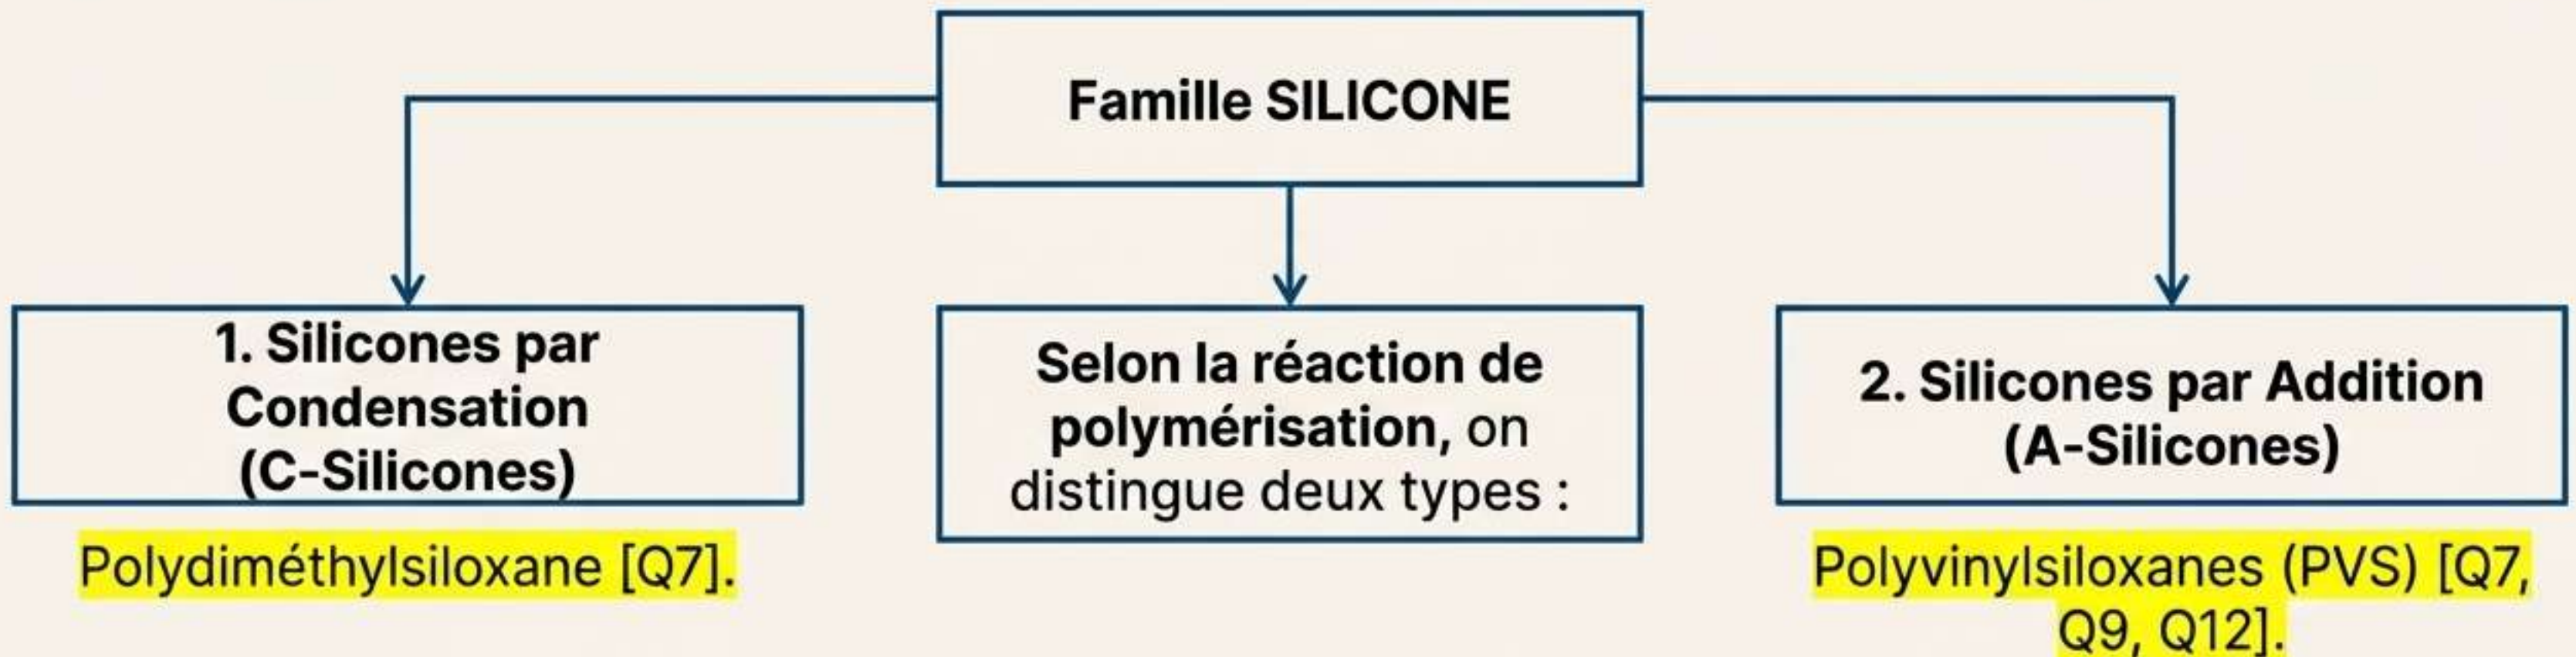 Famille SILICONE
1. Silicones par
Condensation
(C-Silicones)
Polydiméthylsiloxane [Q7].
Selon la réaction de
polymérisation, on
distingue deux types :
2. Silicones par Addition
(A-Silicones)
Polyvinylsiloxanes (PVS) [Q7,
Q9, Q12].